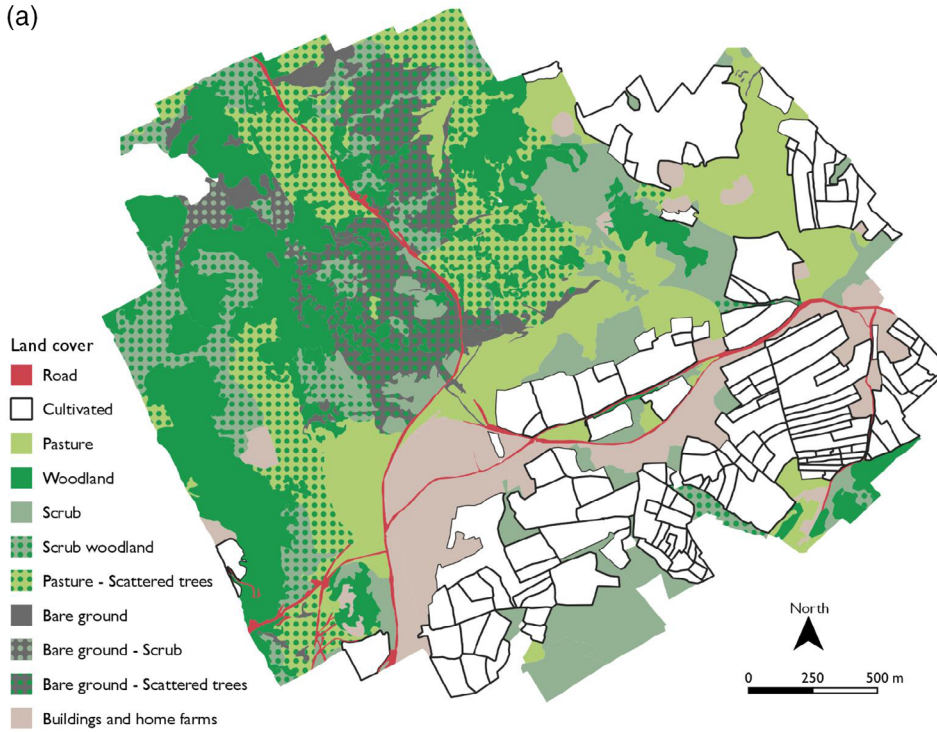 (a)
Land cover
Road
Cultivated
Pasture
Woodland
Scrub
Scrub woodland
Pasture - Scattered trees
Bare ground
Bare ground - Scrub
Bare ground - Scattered trees
Buildings and home farms
North
0 250 500 m